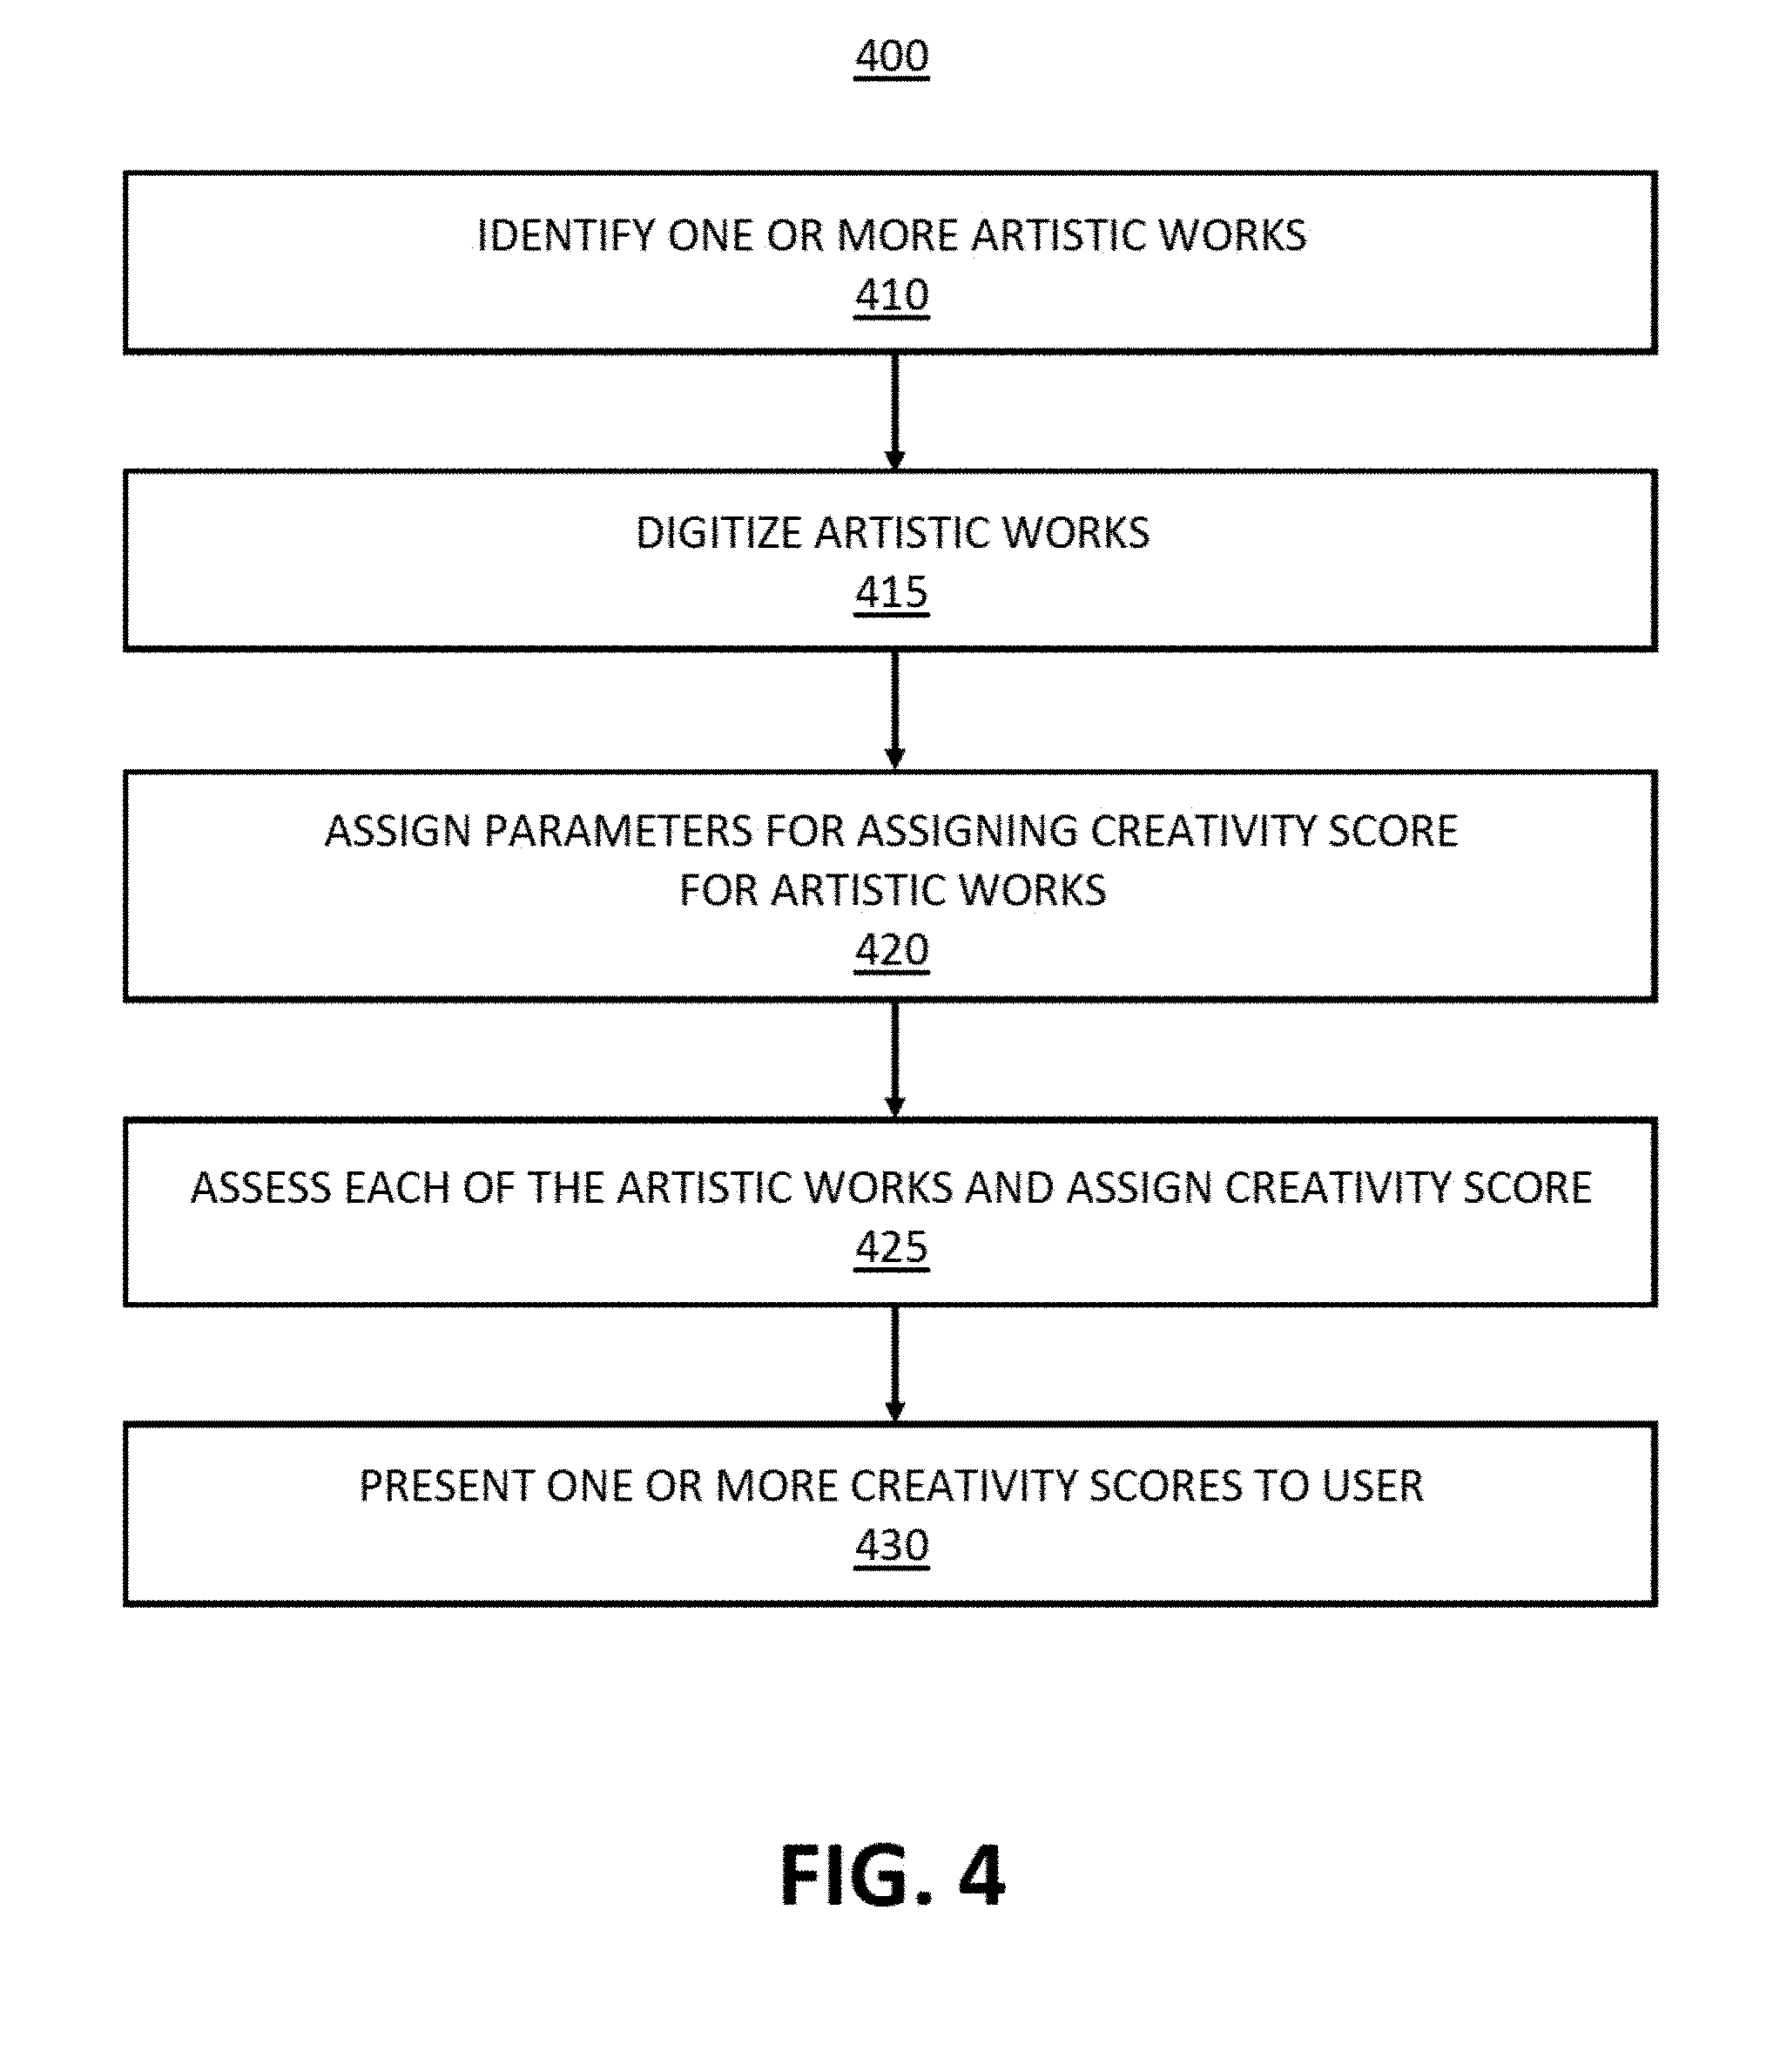 400
IDENTIFY ONE OR MORE ARTISTIC WORKS
410
DIGITIZE ARTISTIC WORKS
415
ASSIGN PARAMETERS FOR ASSIGNING CREATIVITY SCORE
FOR ARTISTIC WORKS
420
ASSESS EACH OF THE ARTISTIC WORKS AND ASSIGN CREATIVITY SCORE
425
PRESENT ONE OR MORE CREATIVITY SCORES TO USER
430
FIG. 4